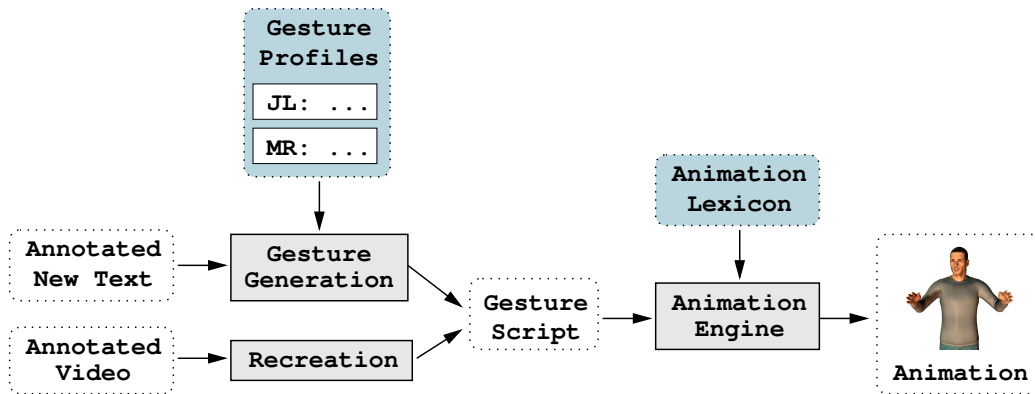 Gesture
Profiles
JL: ...
MR: ...
Animation
Lexicon
Annotated
New Text
Gesture
Generation
Gesture
Script
Animation
Engine
Annotated
Video
Recreation
Animation